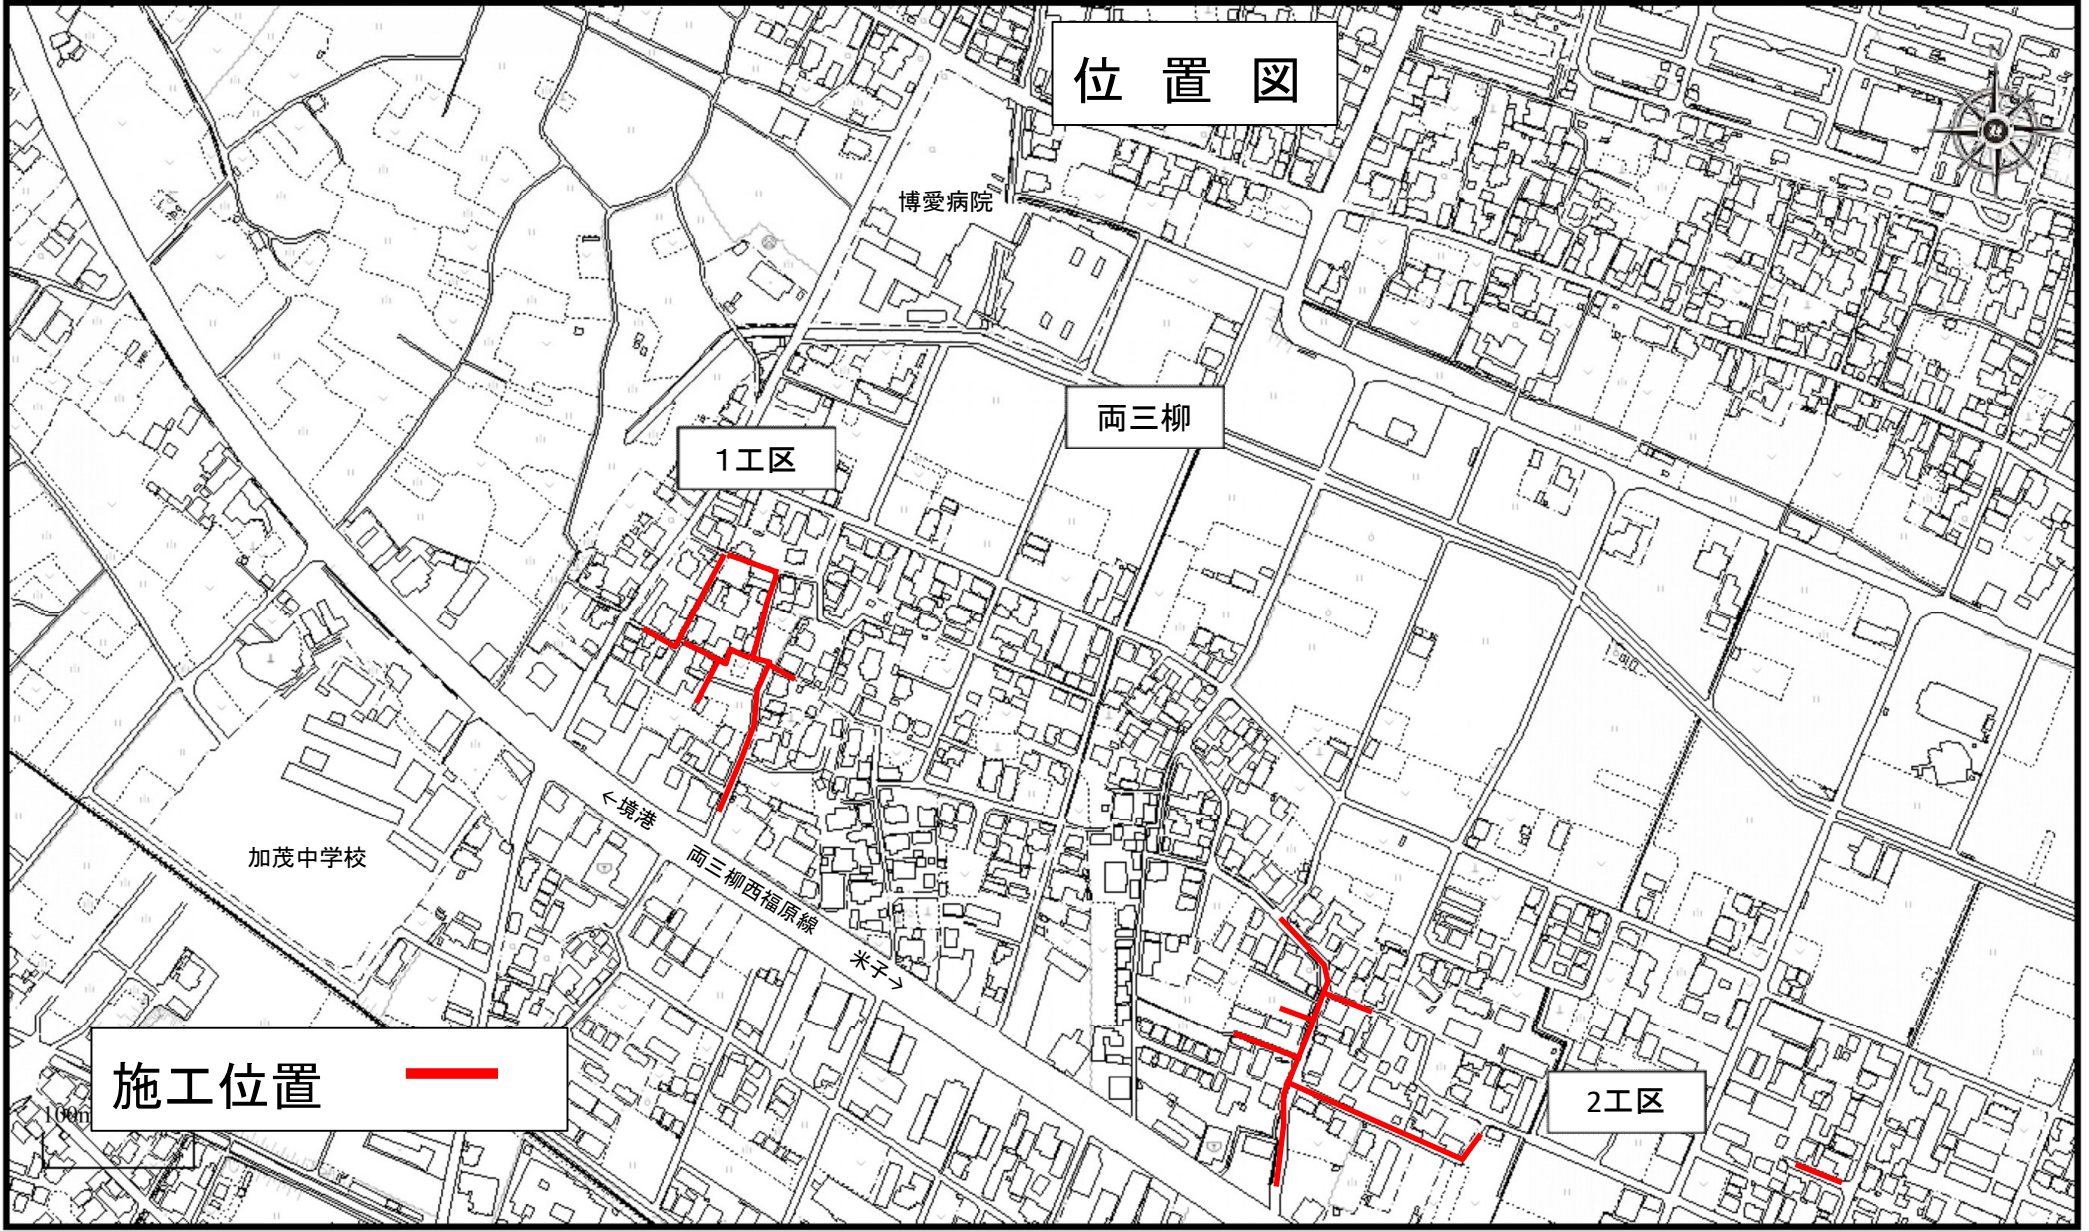 位 置 図
博愛病院
両三柳
1工区
←境港
加茂中学校
両三柳西福原線
米子→
施工位置
100m
2工区